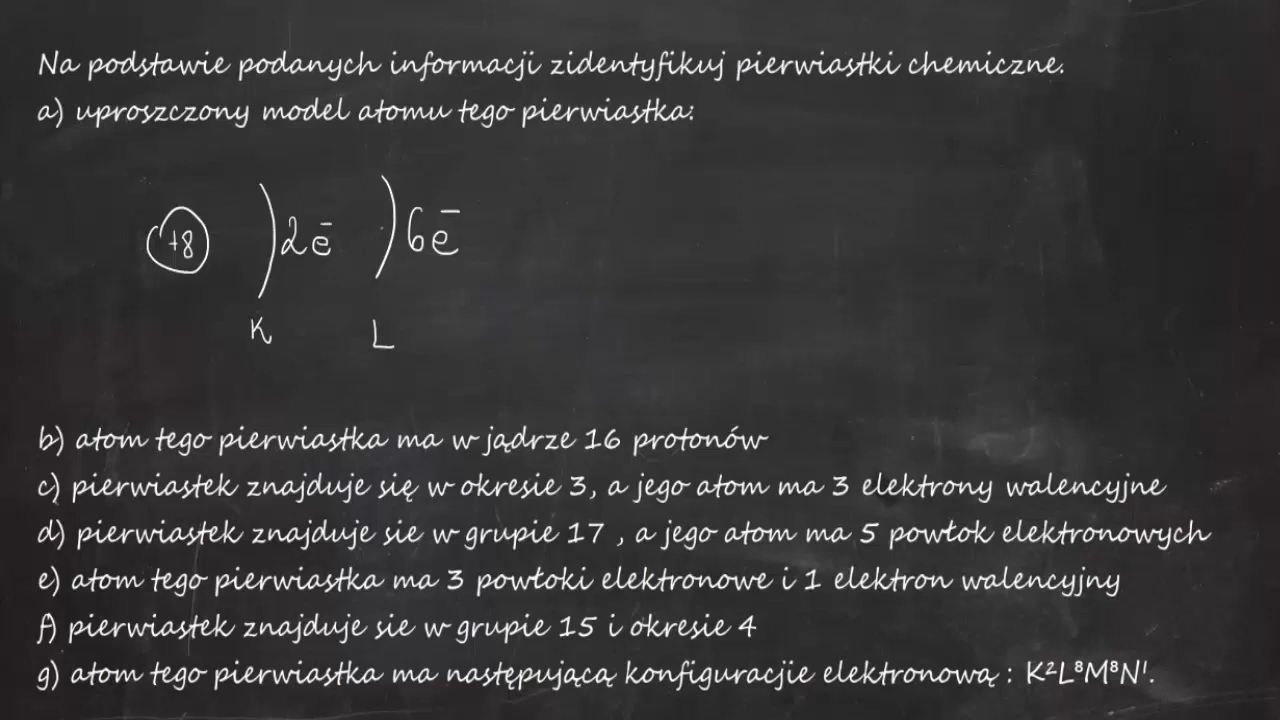 Na podstawie podanych informacji zidentyfikuj pierwiastki chemiczne.
a) uproszczony model atomu tego pierwiastka:
+8 ) 2e̅ ) 6e̅
K L
b) atom tego pierwiastka ma w jądrze 16 protonów
c) pierwiastek znajduje się w okresie 3, a jego atom ma 3 elektrony walencyjne
d) pierwiastek znajduje sie w grupie 17 , a jego atom ma 5 powłok elektronowych
e) atom tego pierwiastka ma 3 powłoki elektronowe i 1 elektron walencyjny
f) pierwiastek znajduje sie w grupie 15 i okresie 4
g) atom tego pierwiastka ma następującą konfiguracjie elektronową : K²L⁸M⁸N¹.